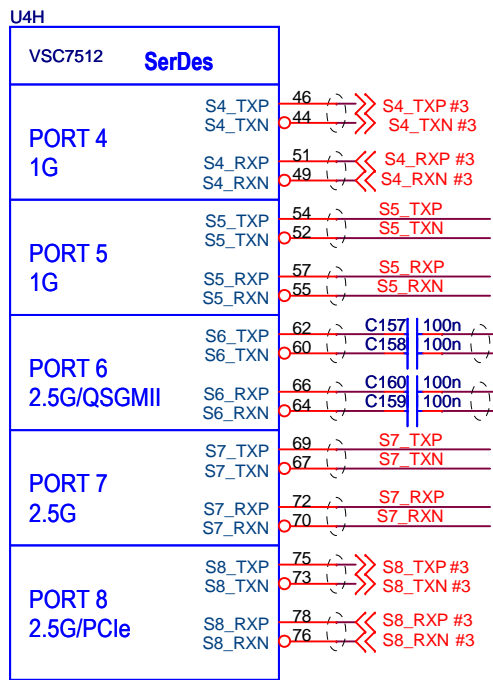 U4H
VSC7512 SerDes
S4_TXP 46 S4_TXP #3
S4_TXN 44 S4_TXN #3
PORT 4
1G
S4_RXP 51 S4_RXP #3
S4_RXN 49 S4_RXN #3
S5_TXP 54 S5_TXP
S5_TXN 52 S5_TXN
PORT 5
1G
S5_RXP 57 S5_RXP
S5_RXN 55 S5_RXN
S6_TXP 62 C157 100n
S6_TXN 60 C158 100n
PORT 6
2.5G/QSGMII
S6_RXP 66 C160 100n
S6_RXN 64 C159 100n
S7_TXP 69 S7_TXP
S7_TXN 67 S7_TXN
PORT 7
2.5G
S7_RXP 72 S7_RXP
S7_RXN 70 S7_RXN
S8_TXP 75 S8_TXP #3
S8_TXN 73 S8_TXN #3
PORT 8
2.5G/PCIe
S8_RXP 78 S8_RXP #3
S8_RXN 76 S8_RXN #3